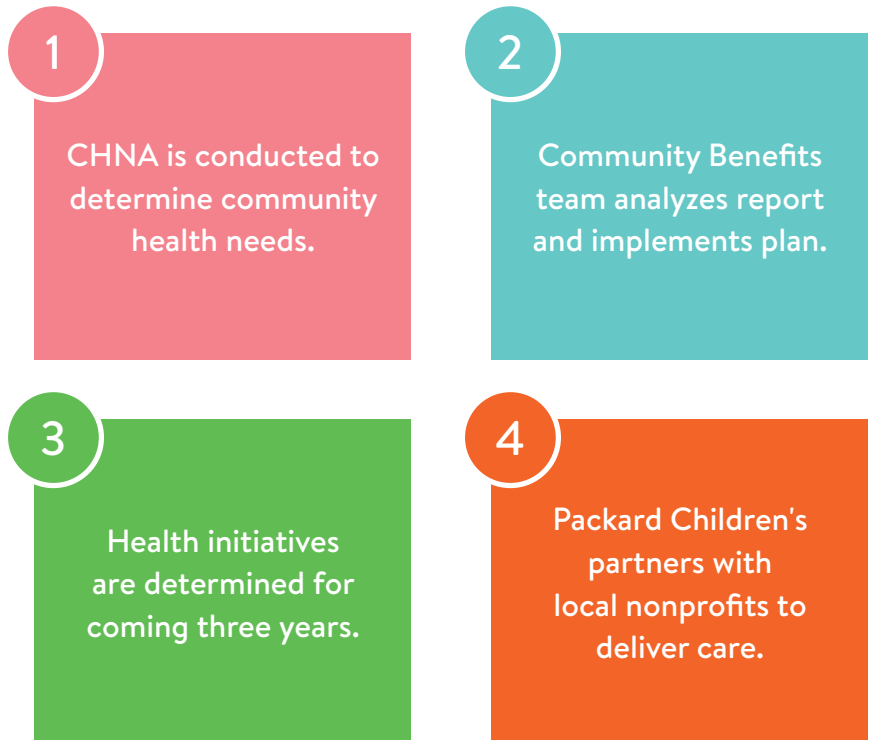 1
CHNA is conducted to
determine community
health needs.
2
Community Benefits
team analyzes report
and implements plan.
3
Health initiatives
are determined for
coming three years.
4
Packard Children's
partners with
local nonprofits to
deliver care.